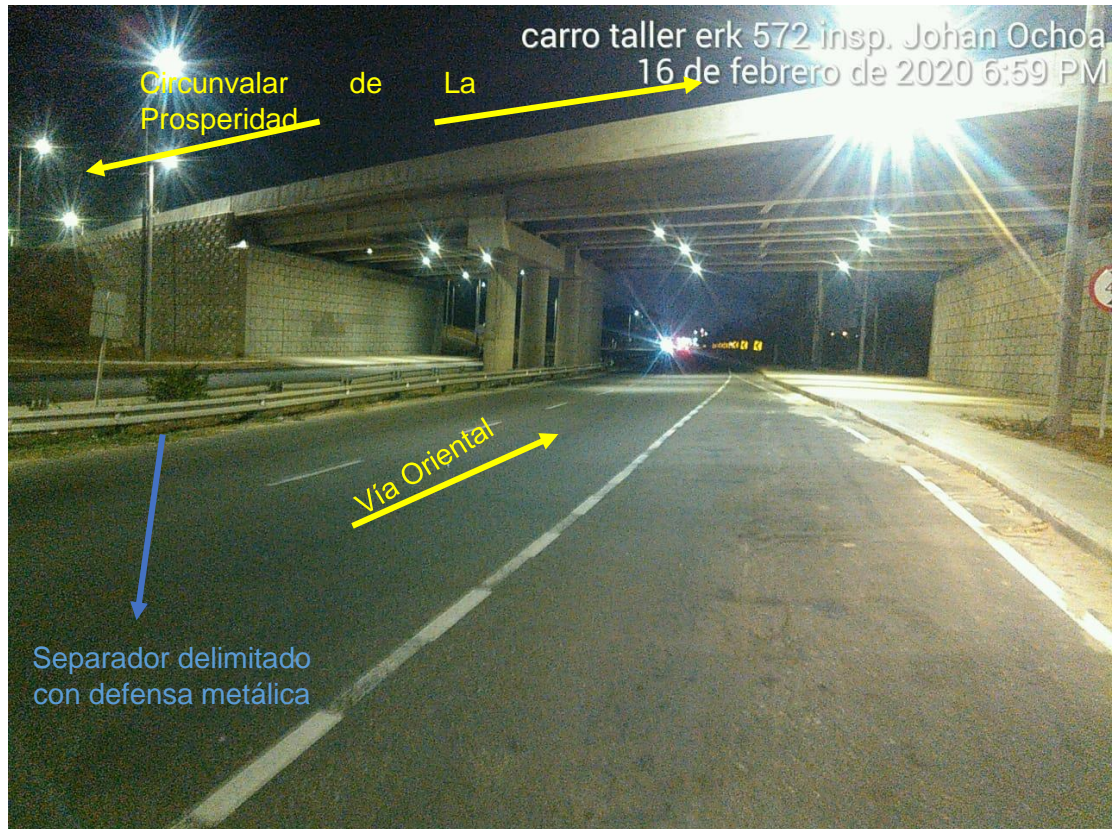 carro taller erk 572 insp. Johan Ochoa
16 de febrero de 2020 6:59 PM
Circunvalar de La
Prosperidad
Vía Oriental
Separador delimitado
con defensa metálica